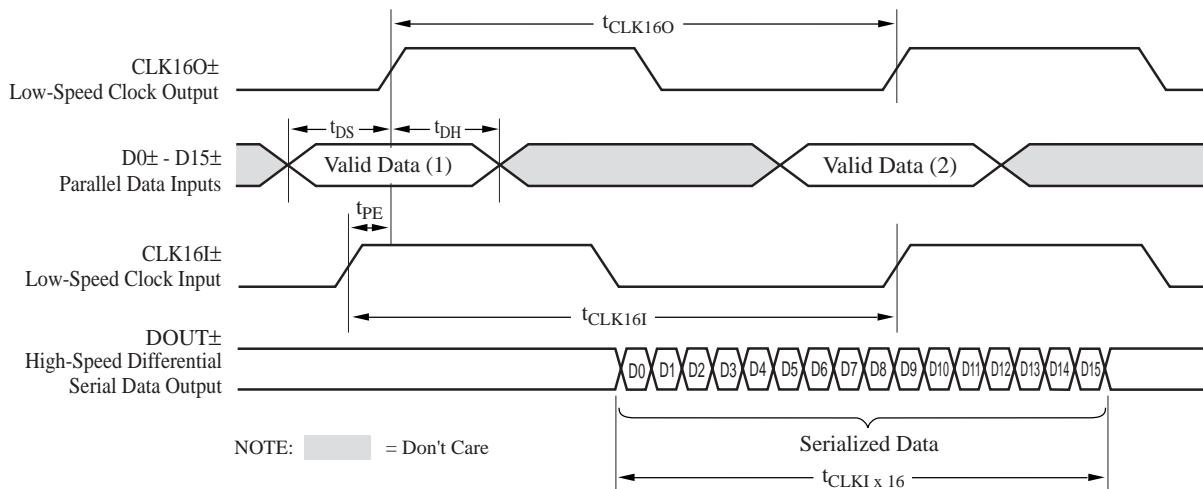 tCLK16O
CLK16O±
Low-Speed Clock Output
tDS
tDH
D0± - D15±
Parallel Data Inputs
Valid Data (1)
Valid Data (2)
tPE
CLK16I±
Low-Speed Clock Input
tCLK16I
DOUT±
High-Speed Differential
Serial Data Output
D0 D1 D2 D3 D4 D5 D6 D7 D8 D9 D10 D11 D12 D13 D14 D15
Serialized Data
NOTE: = Don't Care
tCLKI x 16